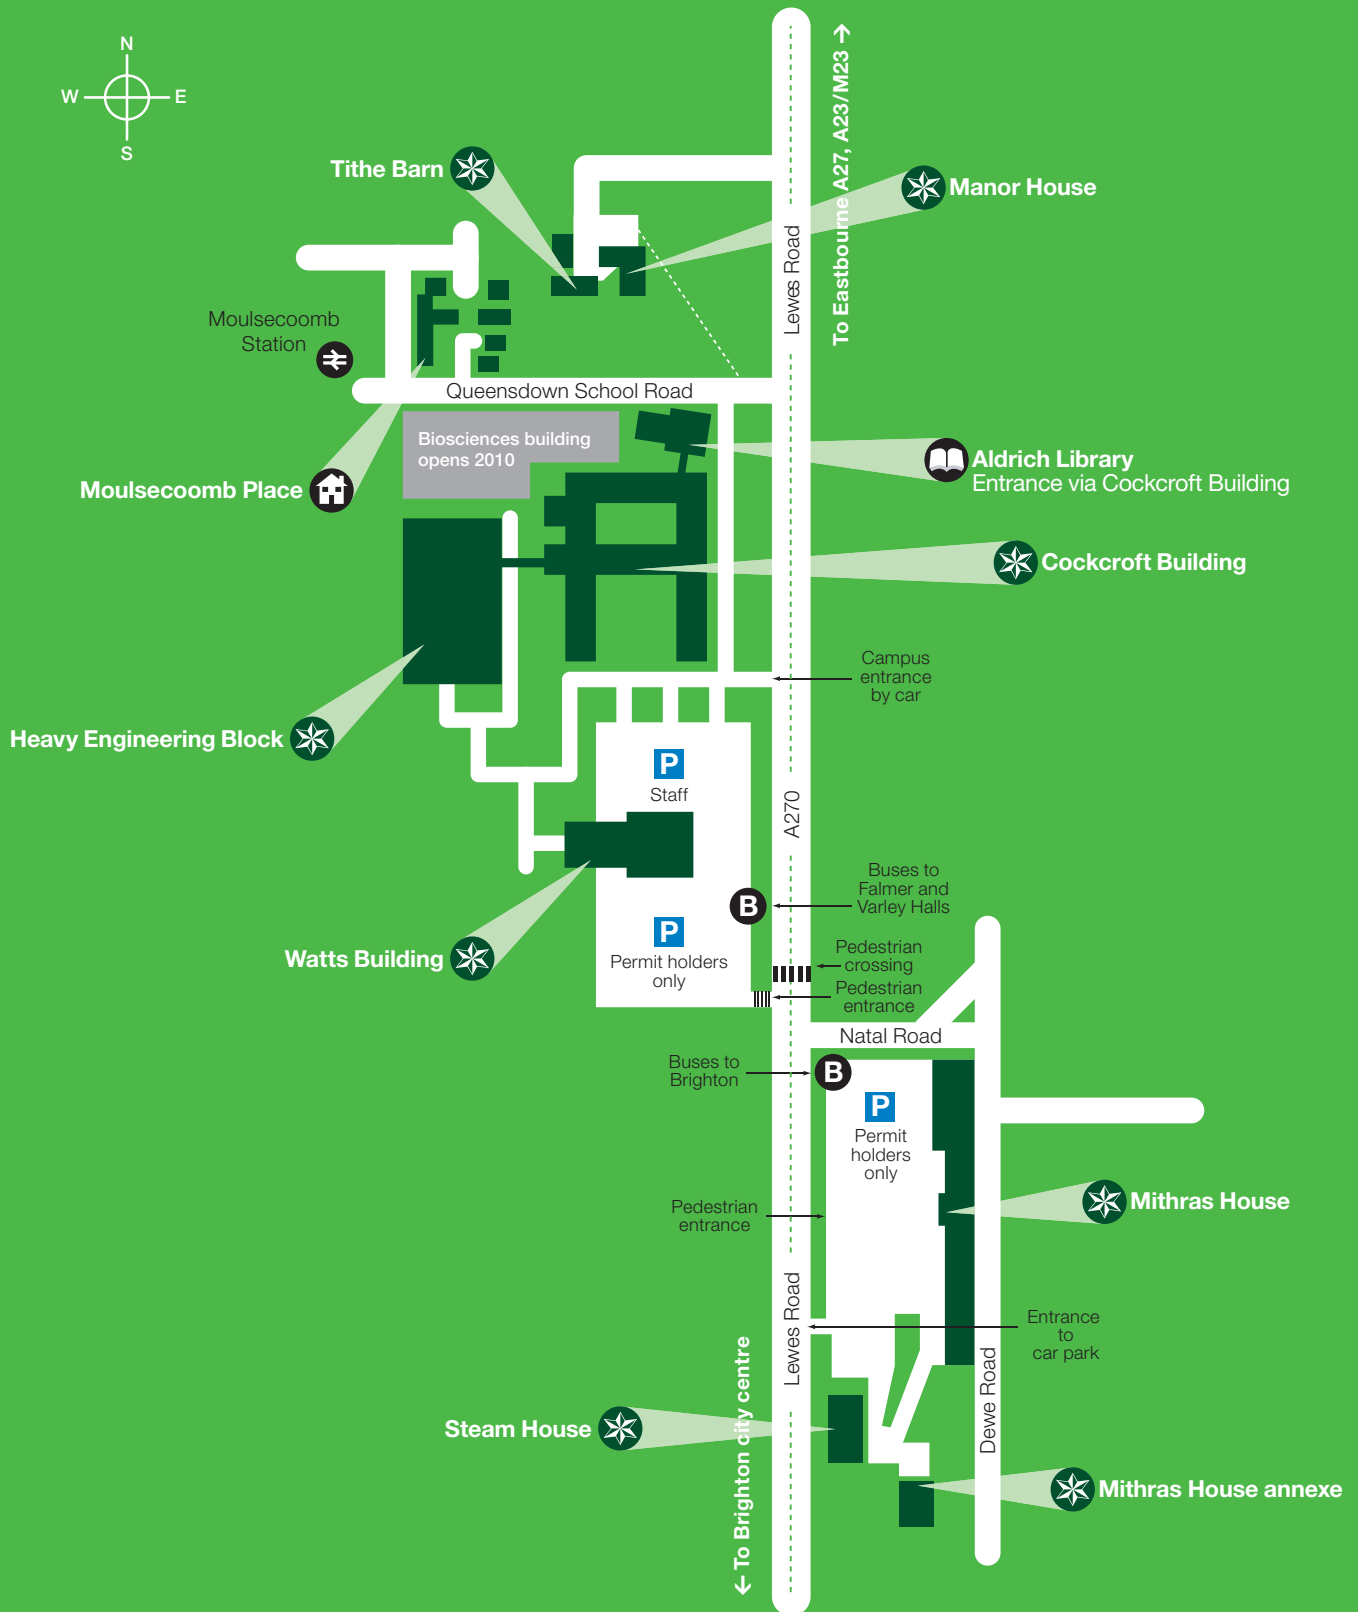 N
W
E
S
To Eastbourne A27, A23/M23 →
Tithe Barn
Manor House
Lewes Road
Moulsecoomb
Station
Queensdown School Road
Biosciences building
opens 2010
Aldrich Library
Entrance via Cockcroft Building
Moulsecoomb Place
Cockcroft Building
Campus
entrance
by car
Heavy Engineering Block
P
Staff
A270
Buses to
Falmer and
Varley Halls
B
P
Permit holders
only
Watts Building
Pedestrian
crossing
Pedestrian
entrance
Natal Road
Buses to
Brighton
B
P
Permit
holders
only
Mithras House
Pedestrian
entrance
Lewes Road
Entrance
to
car park
Dewe Road
← To Brighton city centre
Steam House
Mithras House annexe